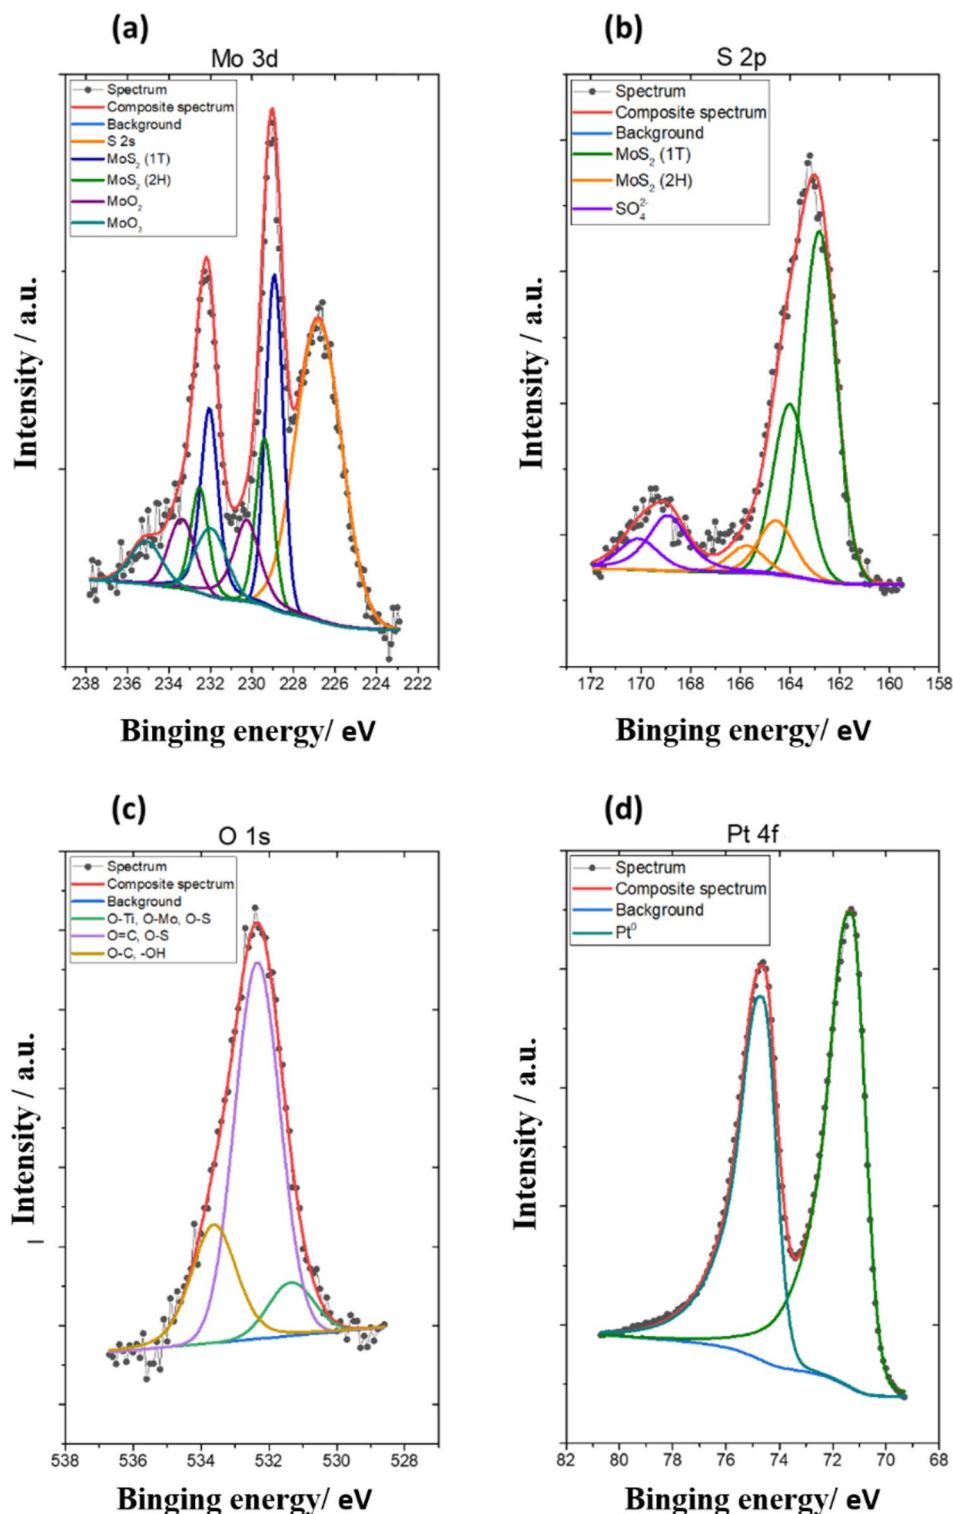 (a)
Mo 3d
Spectrum
Composite spectrum
Background
S 2s
MoS₂ (1T)
MoS₂ (2H)
MoO₂
MoO₃
Intensity / a.u.
238 236 234 232 230 228 226 224 222
Binging energy/ eV
(b)
S 2p
Spectrum
Composite spectrum
Background
MoS₂ (1T)
MoS₂ (2H)
SO₄²⁻
Intensity / a.u.
172 170 168 166 164 162 160 158
Binging energy/ eV
(c)
O 1s
Spectrum
Composite spectrum
Background
O-Ti, O-Mo, O-S
O=C, O-S
O-C, -OH
Intensity / a.u.
538 536 534 532 530 528
Binging energy/ eV
(d)
Pt 4f
Spectrum
Composite spectrum
Background
Pt⁰
Intensity / a.u.
82 80 78 76 74 72 70 68
Binging energy/ eV